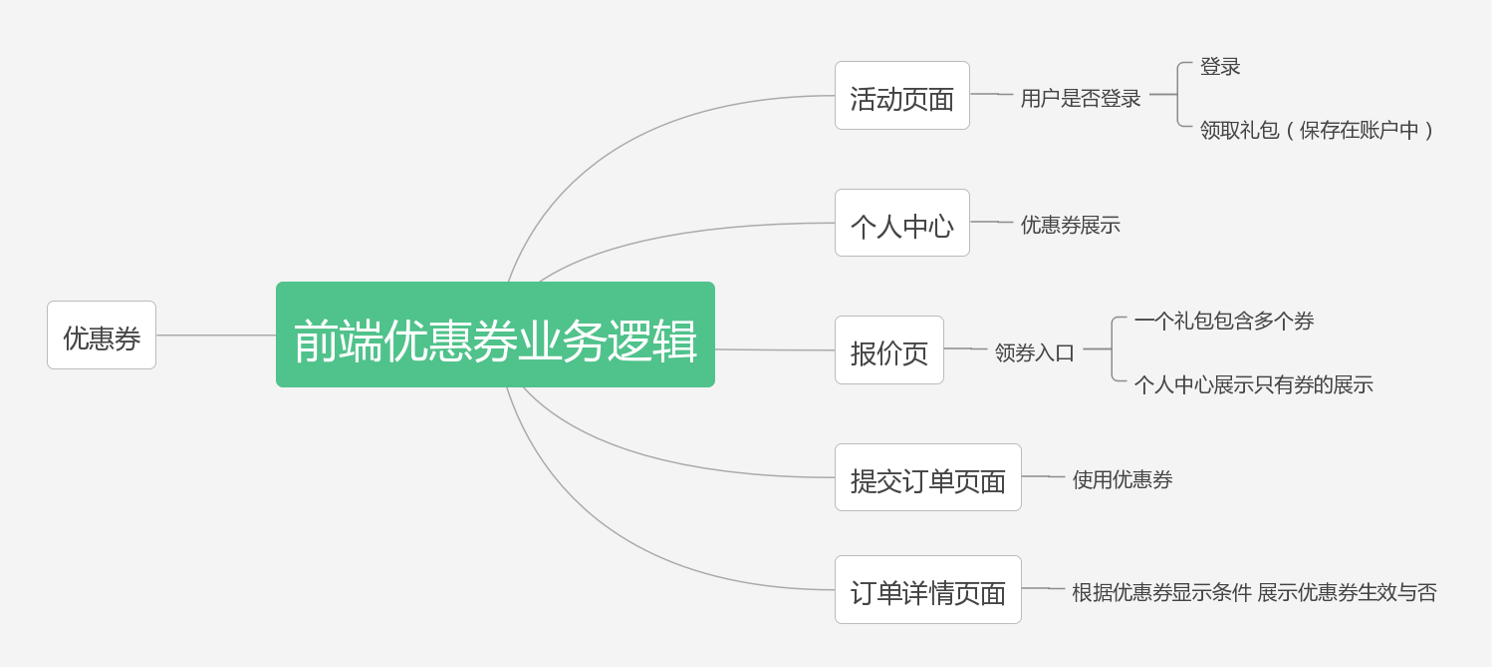 优惠券
前端优惠券业务逻辑
活动页面
用户是否登录
登录
领取礼包（保存在账户中）
个人中心
优惠券展示
报价页
领券入口
一个礼包包含多个券
个人中心展示只有券的展示
提交订单页面
使用优惠券
订单详情页面
根据优惠券显示条件 展示优惠券生效与否